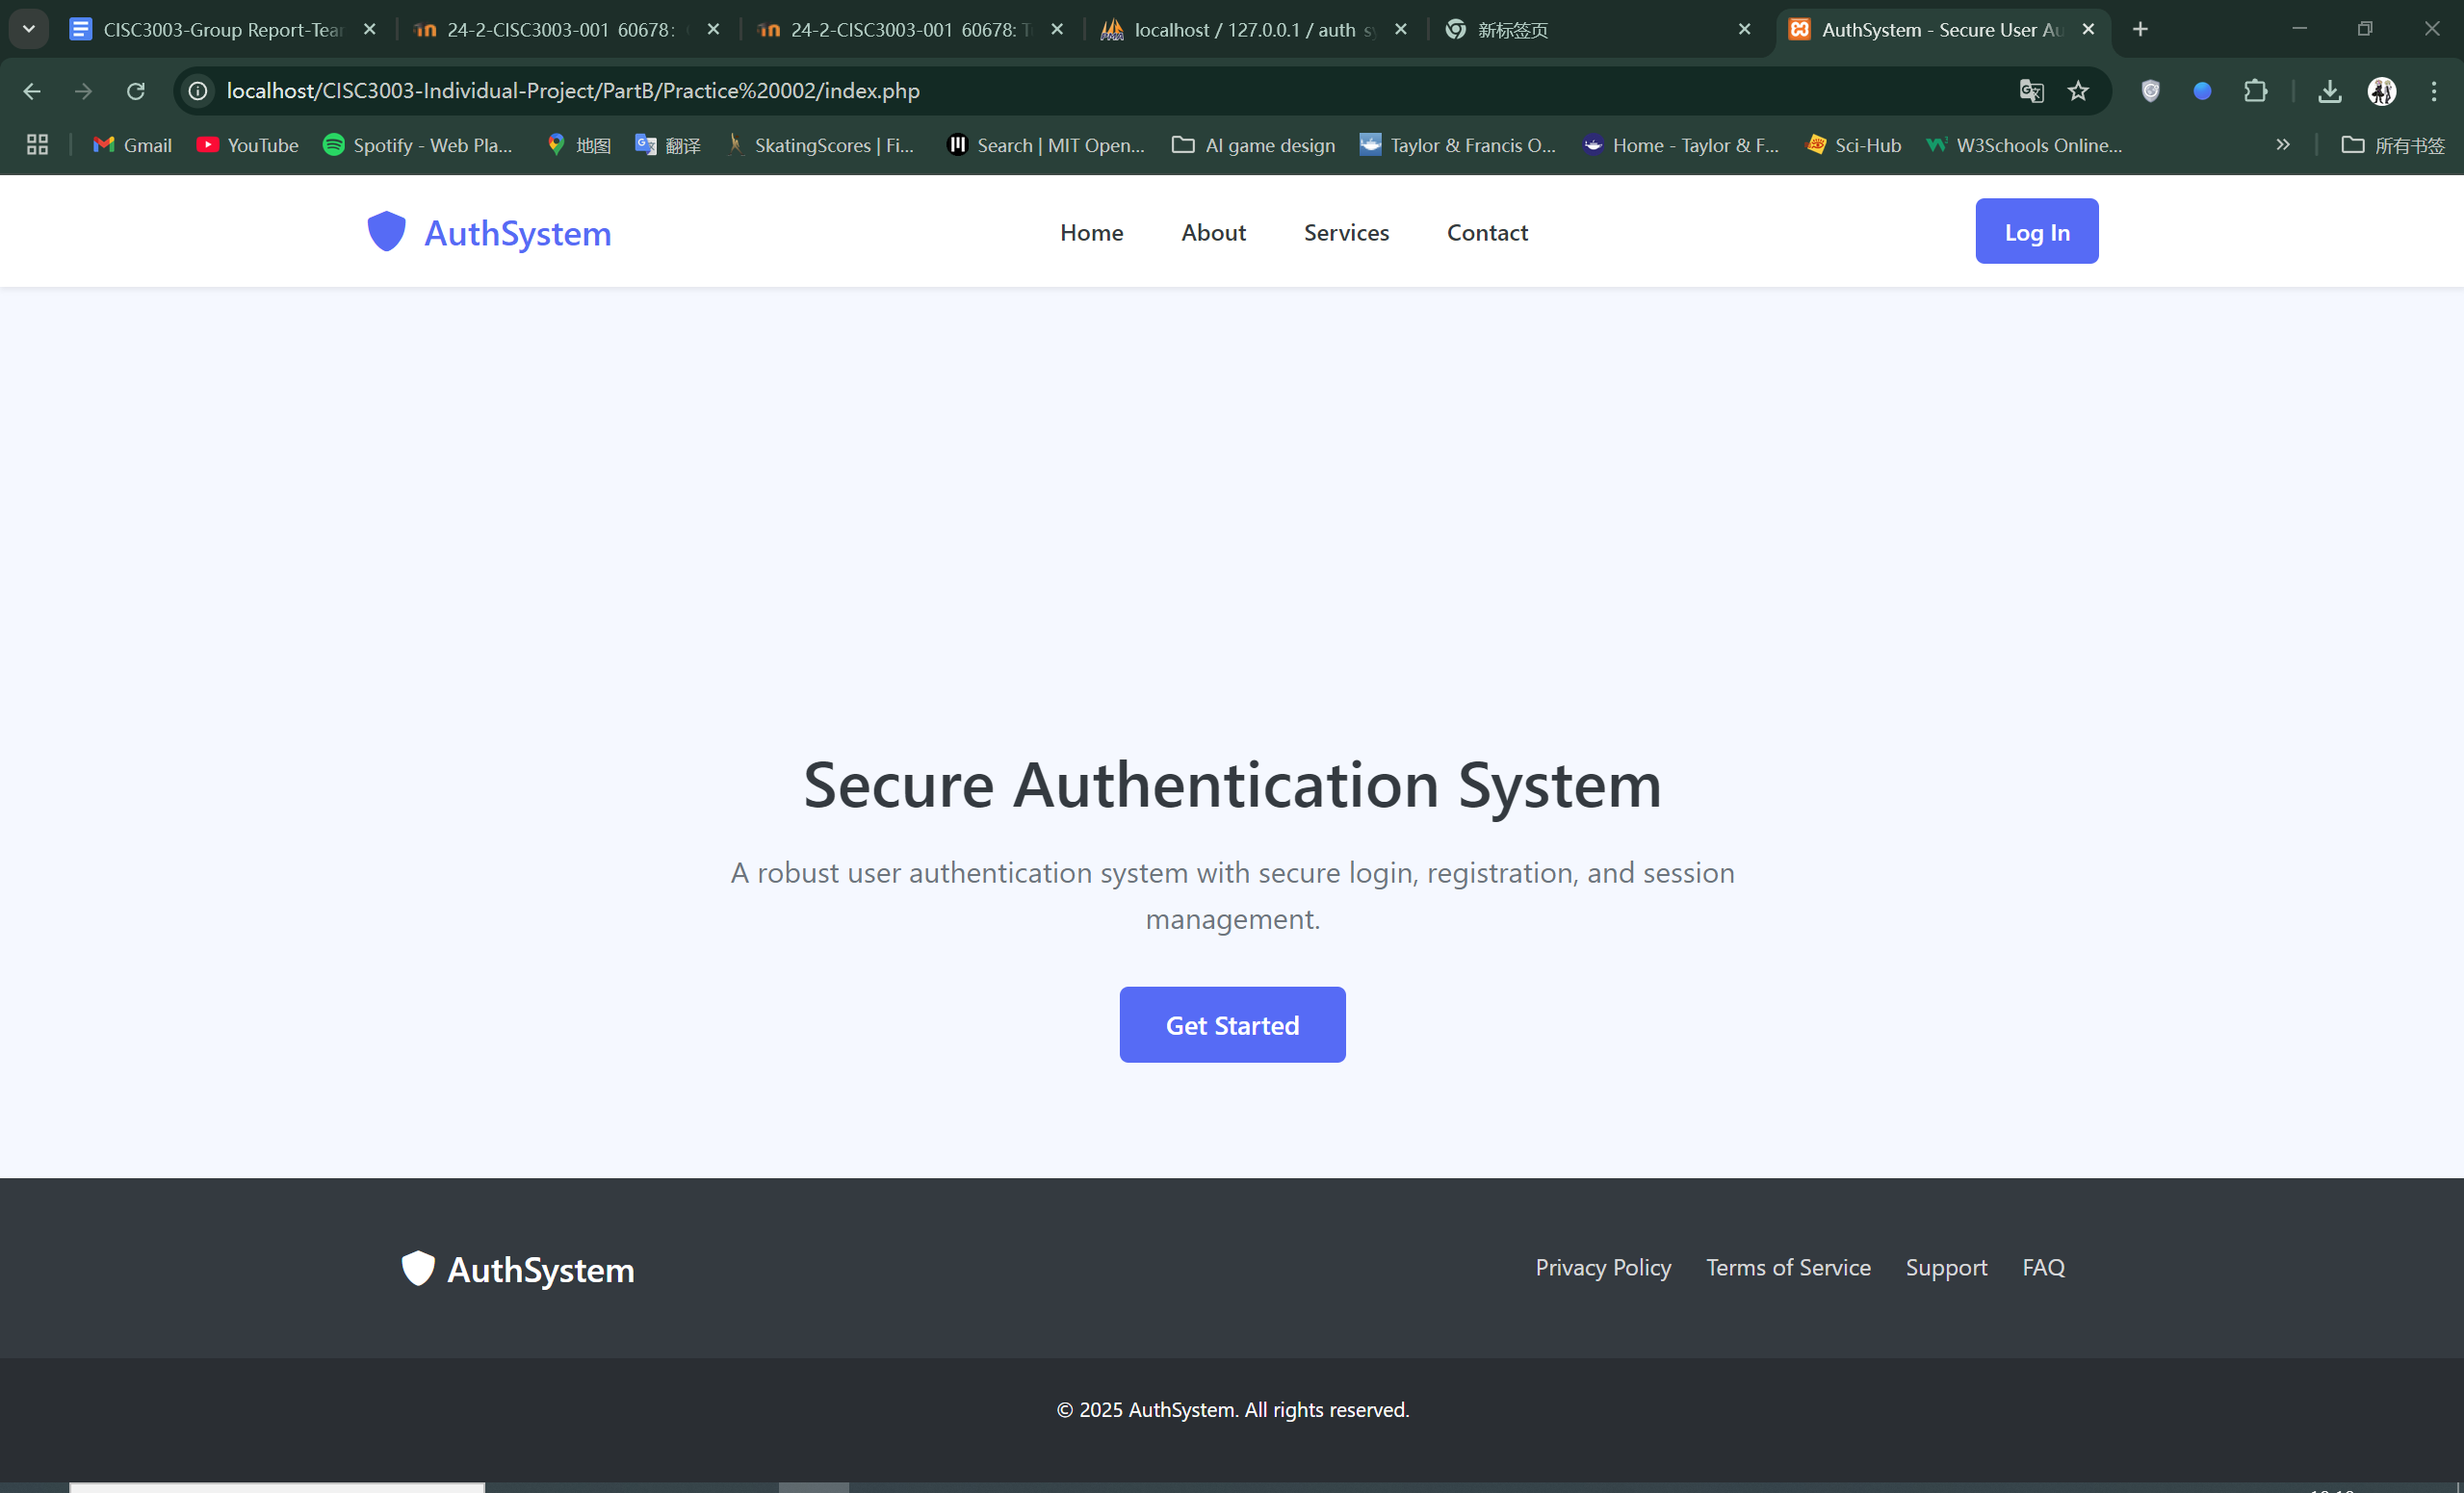 CISC3003-Group Report-Tear
24-2-CISC3003-001 60678:
24-2-CISC3003-001 60678: T
localhost / 127.0.0.1 / auth sy
新标签页
AuthSystem - Secure User Au
localhost/CISC3003-Individual-Project/PartB/Practice%20002/index.php
Gmail
YouTube
Spotify - Web Pla...
地图
翻译
SkatingScores | Fi...
Search | MIT Open...
AI game design
Taylor & Francis O...
Home - Taylor & F...
Sci-Hub
W3Schools Online...
所有书签
AuthSystem
Home
About
Services
Contact
Log In
Secure Authentication System
A robust user authentication system with secure login, registration, and session
management.
Get Started
AuthSystem
Privacy Policy
Terms of Service
Support
FAQ
© 2025 AuthSystem. All rights reserved.